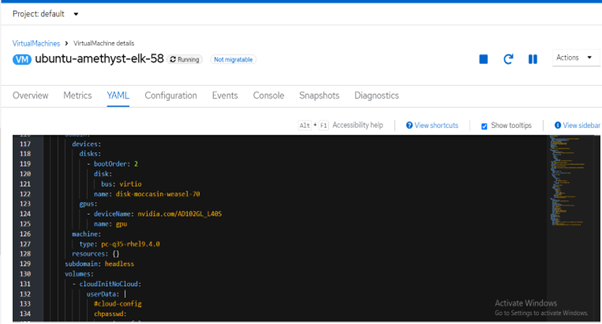 Project: default
VirtualMachines > VirtualMachine details
VM ubuntu-amethyst-elk-58 Running Not migratable
Actions
Overview Metrics YAML Configuration Events Console Snapshots Diagnostics
Alt + F1 Accessibility help View shortcuts Show tooltips View sidebar
117 devices:
118 disks:
119 - bootOrder: 2
120 disk:
121 bus: virtio
122 name: disk-moccasin-weasel-70
123 gpus:
124 - deviceName: nvidia.com/AD102GL_L40S
125 name: gpu
126 machine:
127 type: pc-q35-rhel9.4.0
128 resources: {}
129 subdomain: headless
130 volumes:
131 - cloudInitNoCloud:
132 userData: |
133 #cloud-config
134 chpasswd:
Activate Windows
Go to Settings to activate Windows.